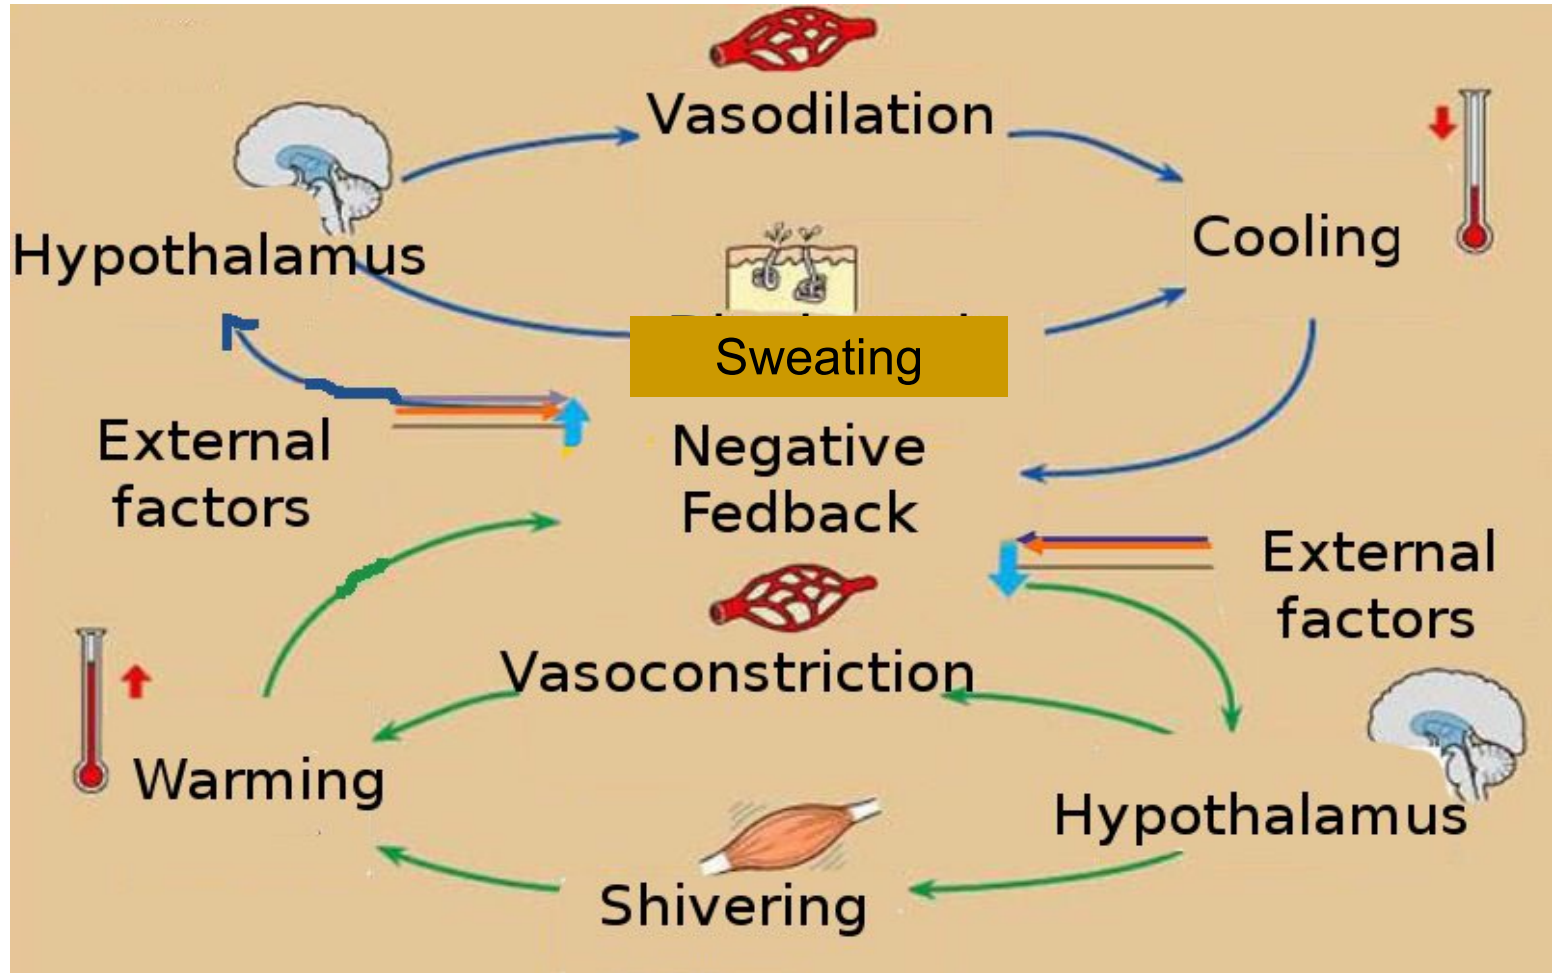 Vasodilation
Hypothalamus
Cooling
Sweating
External
factors
Negative
Fedback
External
factors
Vasoconstriction
Warming
Hypothalamus
Shivering